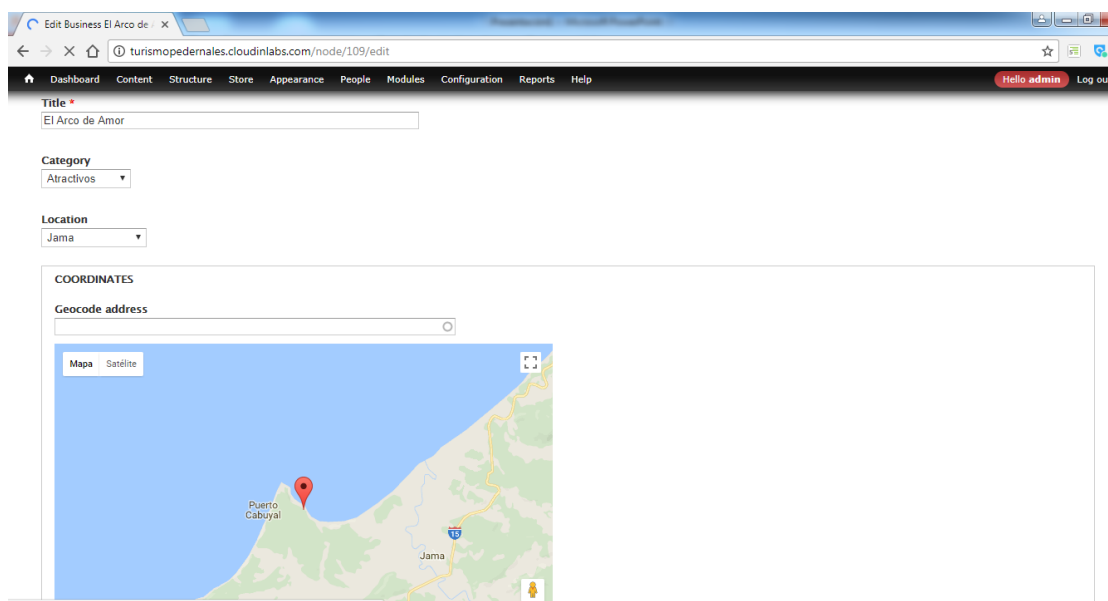 Edit Business El Arco de
turismopedernales.cloudinlabs.com/node/109/edit
Dashboard Content Structure Store Appearance People Modules Configuration Reports Help Hello admin Log ou
Title *
El Arco de Amor
Category
Atractivos
Location
Jama
COORDINATES
Geocode address
Mapa Satélite
Puerto
Cabuyal
15
Jama